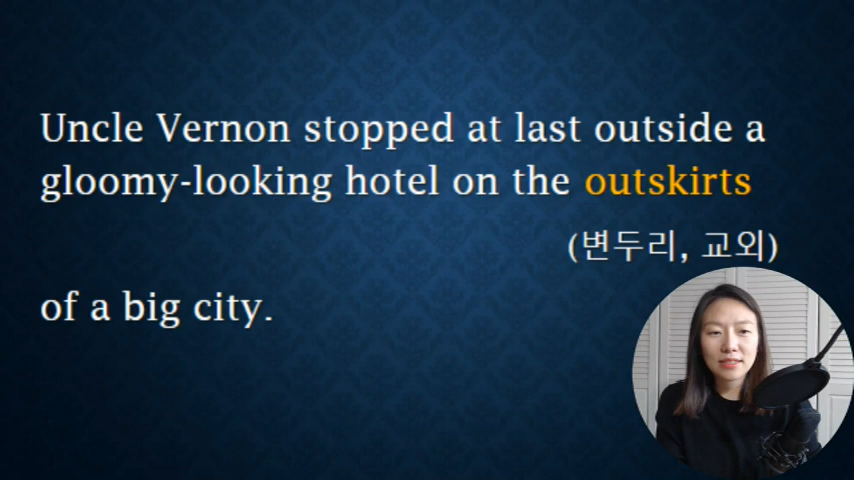 Uncle Vernon stopped at last outside a
gloomy-looking hotel on the outskirts
(변두리, 교외)
of a big city.